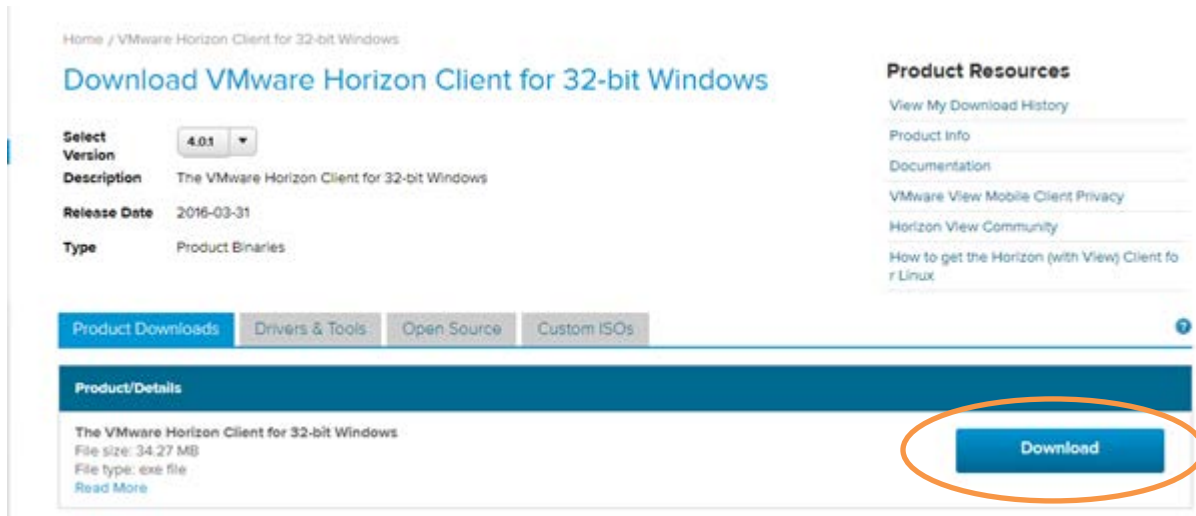 Home / VMware Horizon Client for 32-bit Windows
Download VMware Horizon Client for 32-bit Windows
Select
Version
4.0.1
Description The VMware Horizon Client for 32-bit Windows
Release Date 2016-03-31
Type Product Binaries
Product Resources
View My Download History
Product Info
Documentation
VMware View Mobile Client Privacy
Horizon View Community
How to get the Horizon (with View) Client fo
r Linux
Product Downloads Drivers & Tools Open Source Custom ISOs ?
Product/Details
The VMware Horizon Client for 32-bit Windows
File size: 34.27 MB
File type: exe file
Read More
Download